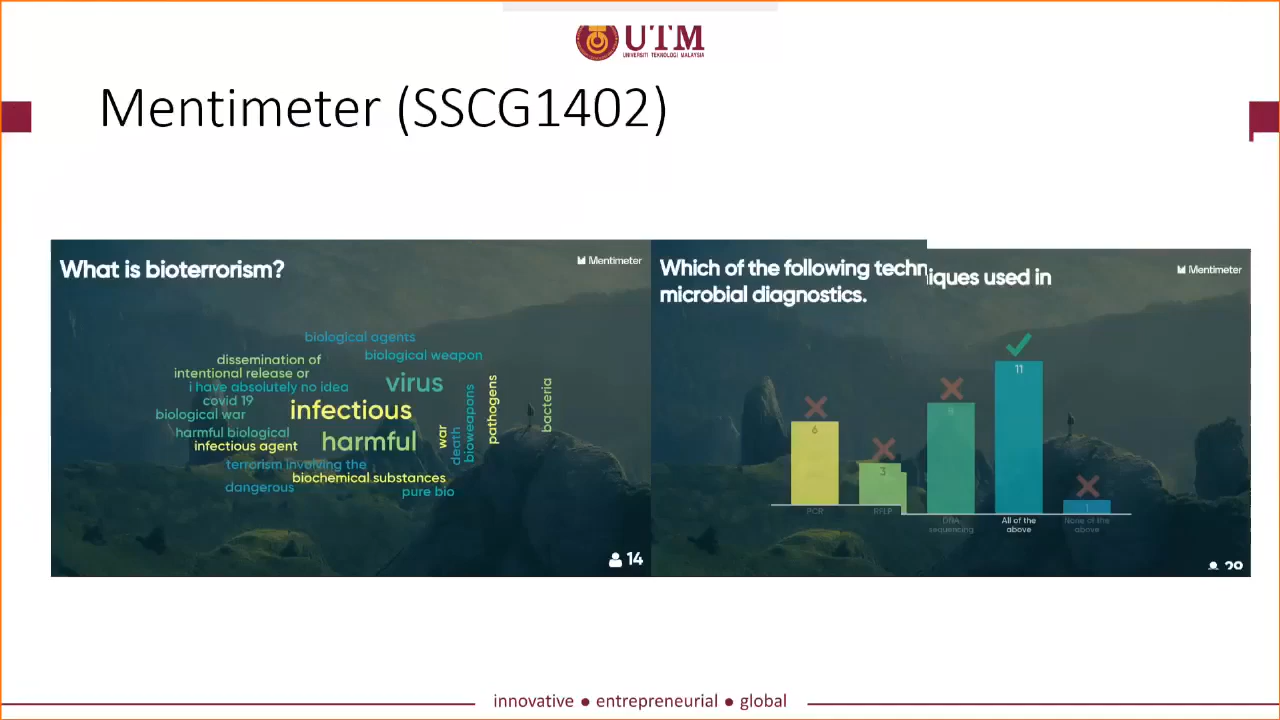 UTM
UNIVERSITI TEKNOLOGI MALAYSIA
Mentimeter (SSCG1402)
What is bioterrorism?
Mentimeter
biological agents
dissemination of
biological weapon
intentional release or
i have absolutely no idea
virus
covid 19
infectious
biological war
harmful biological
harmful
infectious agent
war
death
bioweapons
pathogens
bacteria
terrorism involving the
biochemical substances
dangerous
pure bio
14
Which of the following techniques used in
microbial diagnostics.
Mentimeter
6
3
8
11
1
PCR
RFLP
DNA
sequencing
All of the
above
None of the
above
innovative ● entrepreneurial ● global